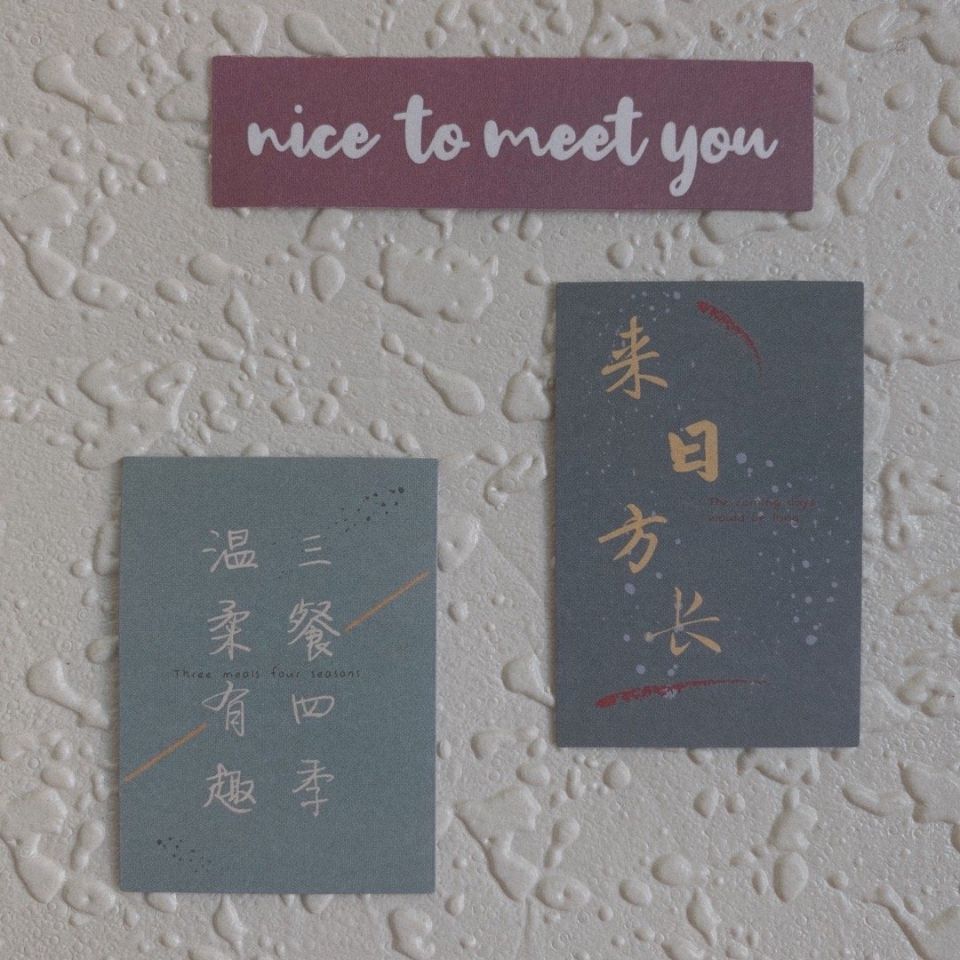 nice to meet you
来日方长
The coming days
would be long
三餐四季
温柔有趣
Three meals four seasons